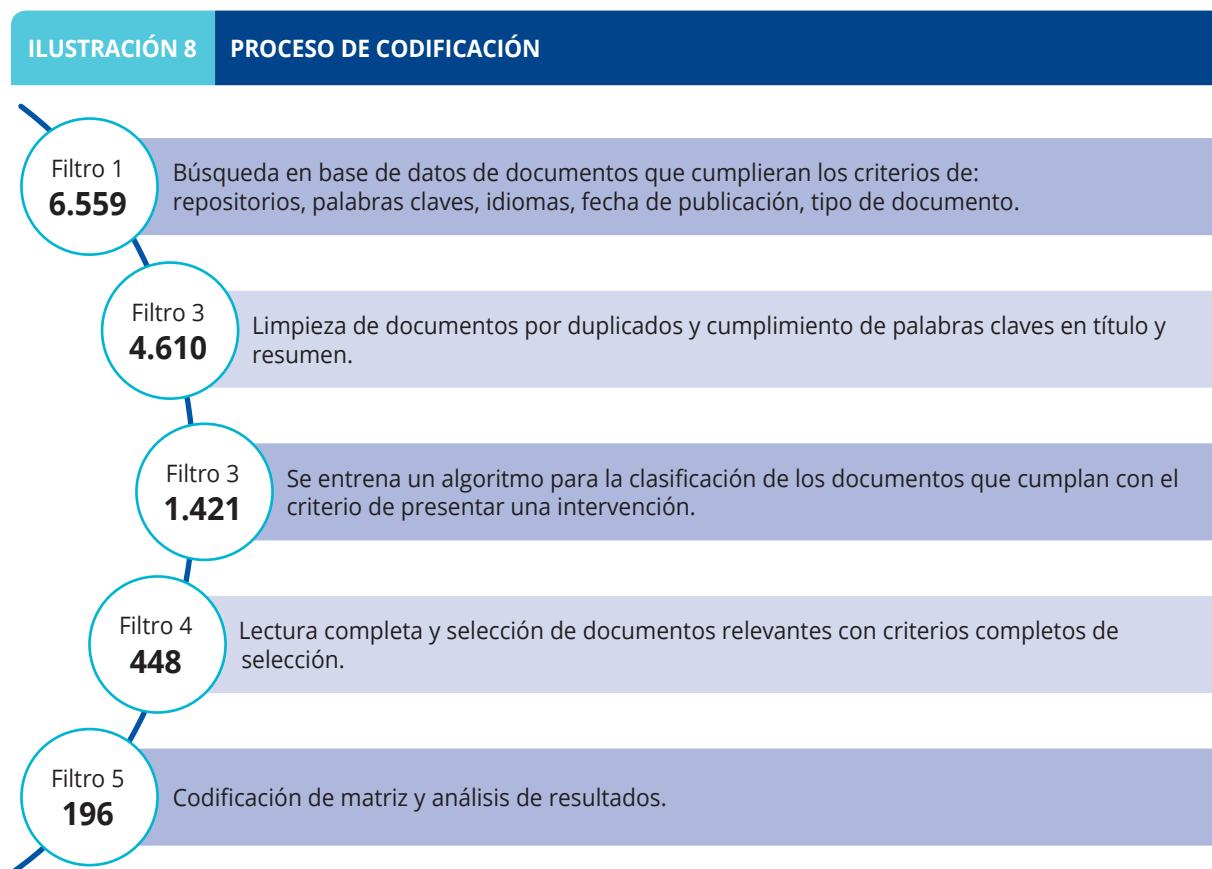 ILUSTRACIÓN 8 PROCESO DE CODIFICACIÓN
Filtro 1
6.559
Búsqueda en base de datos de documentos que cumplieran los criterios de:
repositorios, palabras claves, idiomas, fecha de publicación, tipo de documento.
Filtro 3
4.610
Limpieza de documentos por duplicados y cumplimiento de palabras claves en título y
resumen.
Filtro 3
1.421
Se entrena un algoritmo para la clasificación de los documentos que cumplan con el
criterio de presentar una intervención.
Filtro 4
448
Lectura completa y selección de documentos relevantes con criterios completos de
selección.
Filtro 5
196
Codificación de matriz y análisis de resultados.